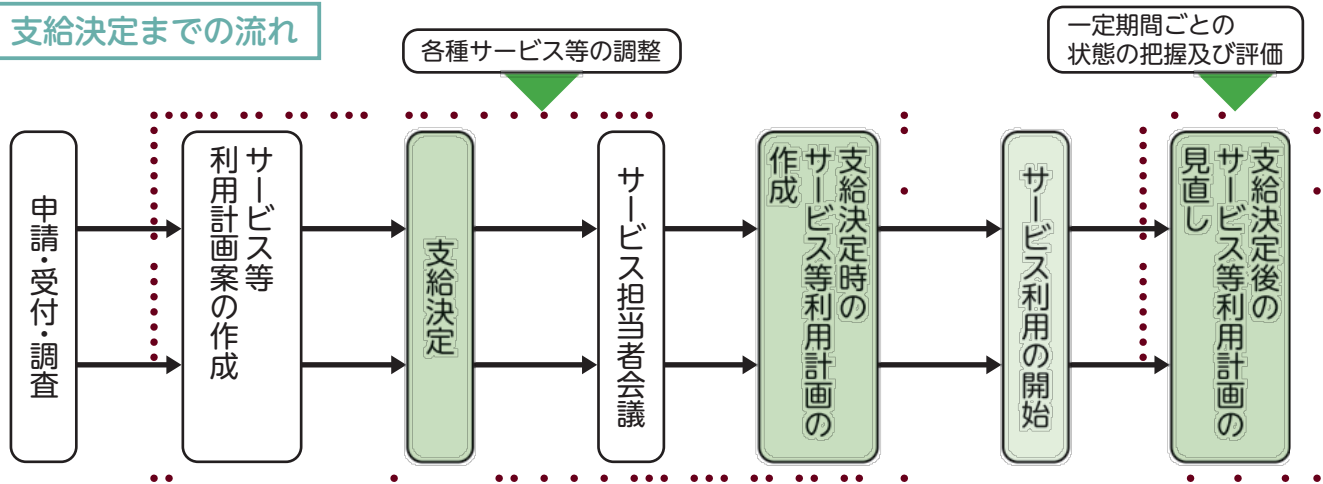 支給決定までの流れ
各種サービス等の調整
一定期間ごとの
状態の把握及び評価
申請・受付・調査
サービス等
利用計画案の作成
支給決定
サービス担当者会議
支給決定時の
サービス等利用計画の
作成
サービス利用の開始
支給決定後の
サービス等利用計画の
見直し